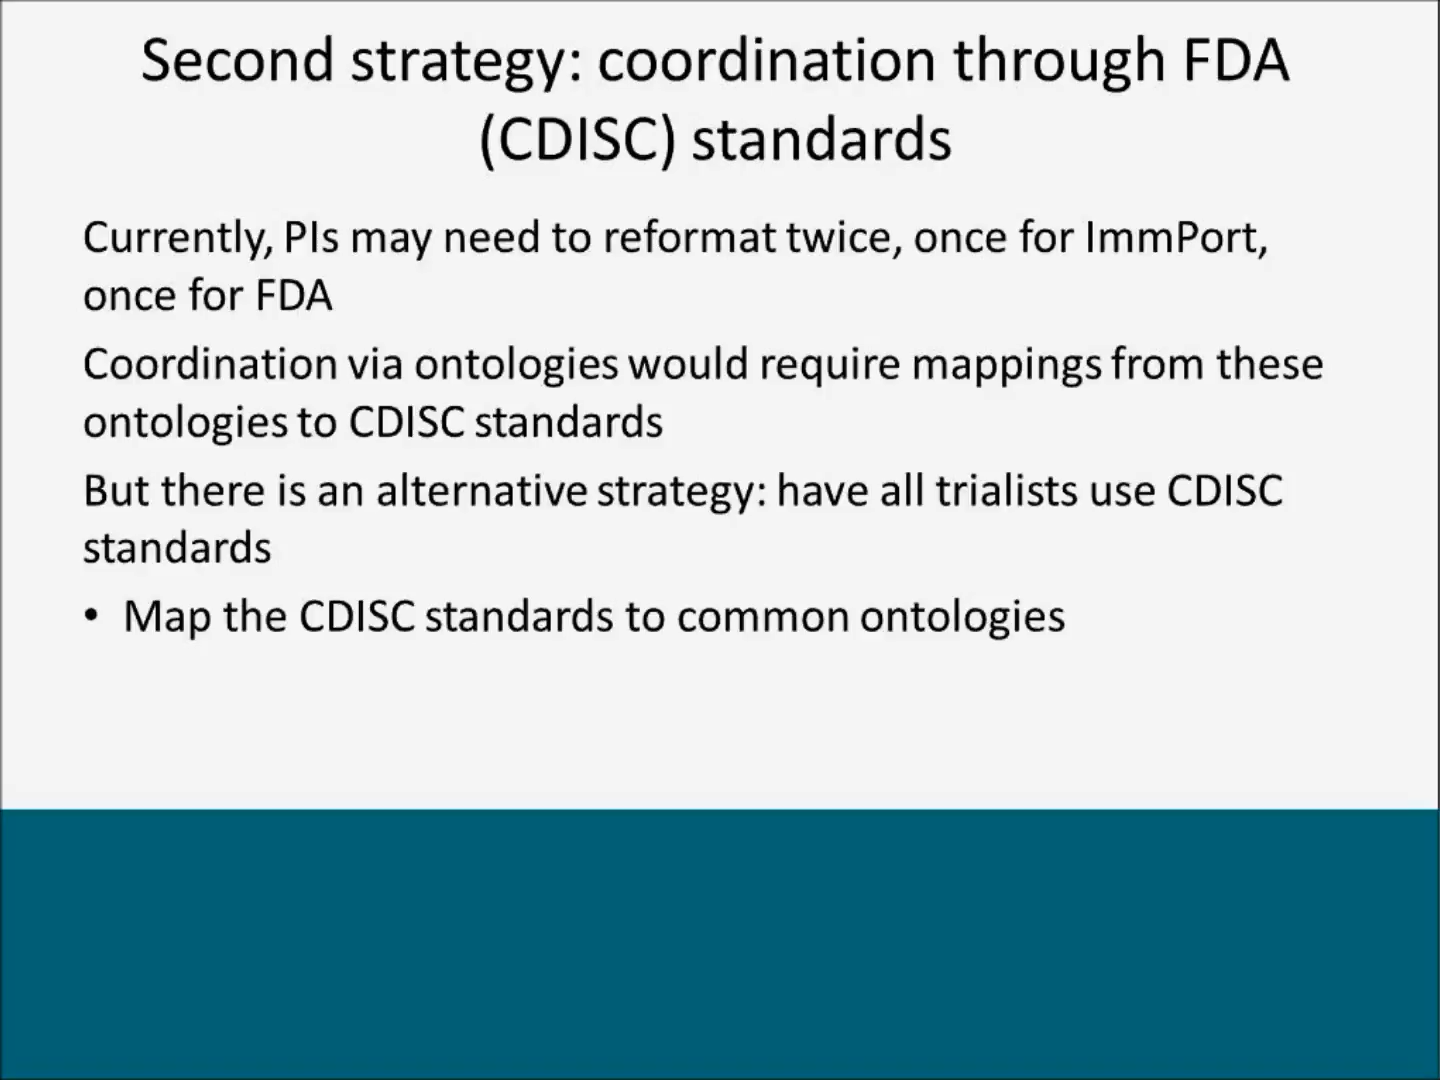 Second strategy: coordination through FDA
(CDISC) standards
Currently, PIs may need to reformat twice, once for ImmPort,
once for FDA
Coordination via ontologies would require mappings from these
ontologies to CDISC standards
But there is an alternative strategy: have all trialists use CDISC
standards
• Map the CDISC standards to common ontologies